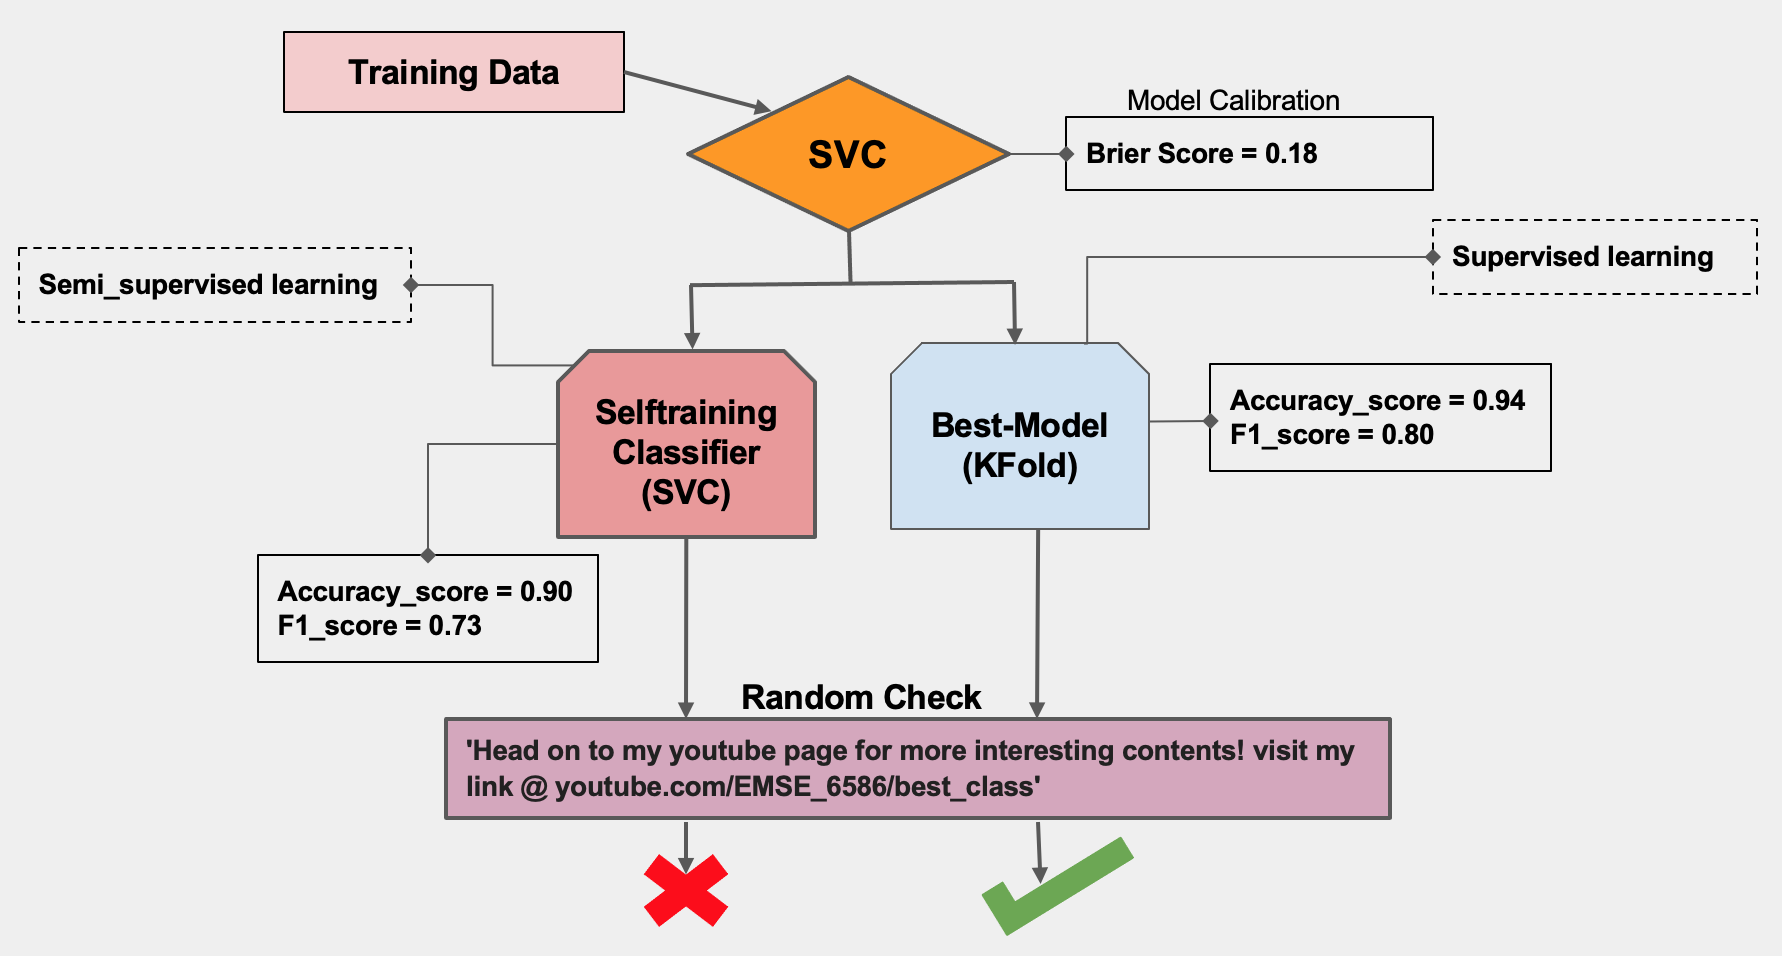 Training Data
SVC
Model Calibration
Brier Score = 0.18
Semi_supervised learning
Supervised learning
Selftraining
Classifier
(SVC)
Best-Model
(KFold)
Accuracy_score = 0.94
F1_score = 0.80
Accuracy_score = 0.90
F1_score = 0.73
Random Check
'Head on to my youtube page for more interesting contents! visit my
link @ youtube.com/EMSE_6586/best_class'